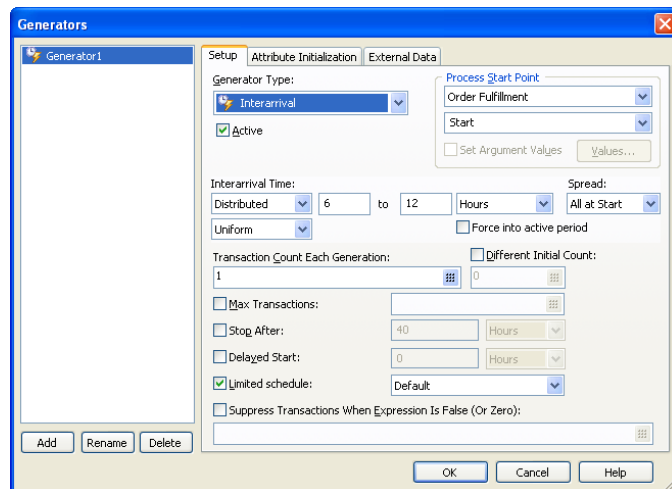 Generators
Generator1
Setup
Attribute Initialization
External Data
Generator Type:
Interarrival
Active
Process Start Point
Order Fulfillment
Start
Set Argument Values
Values...
Interarrival Time:
Spread:
Distributed 6 to 12 Hours All at Start
Uniform
Force into active period
Transaction Count Each Generation:
Different Initial Count:
1
0
Max Transactions:
Stop After: 40 Hours
Delayed Start: 0 Hours
Limited schedule: Default
Suppress Transactions When Expression Is False (Or Zero):
Add Rename Delete
OK Cancel Help